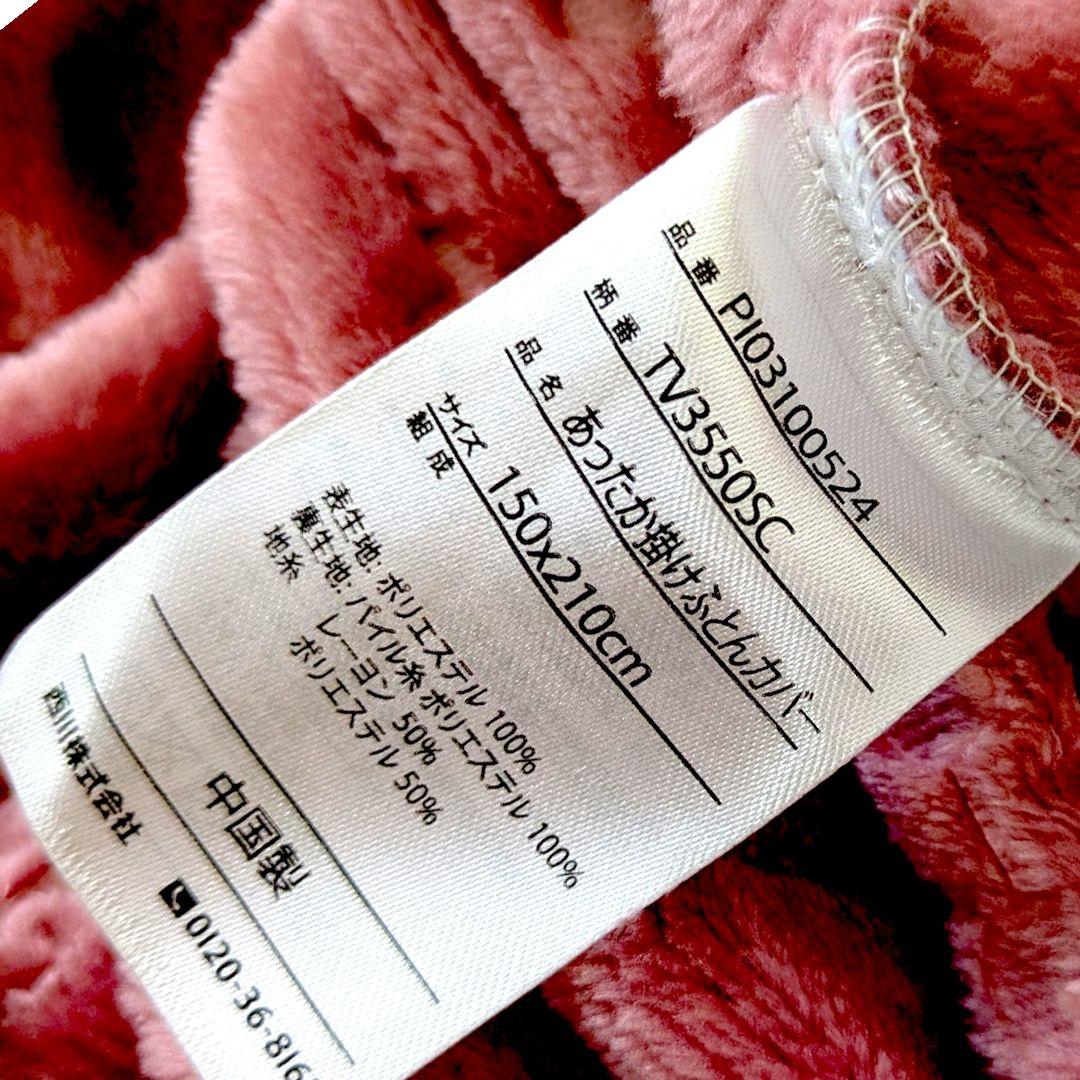 品番 PI03100524
柄番 TV3550SC
品名 あったか掛けふとんカバー
サイズ 150x210cm
組成
表生地: ポリエステル 100%
裏生地: パイル糸 ポリエステル 100%
地糸 レーヨン 50%
ポリエステル 50%
中国製
西川株式会社 0120-36-816